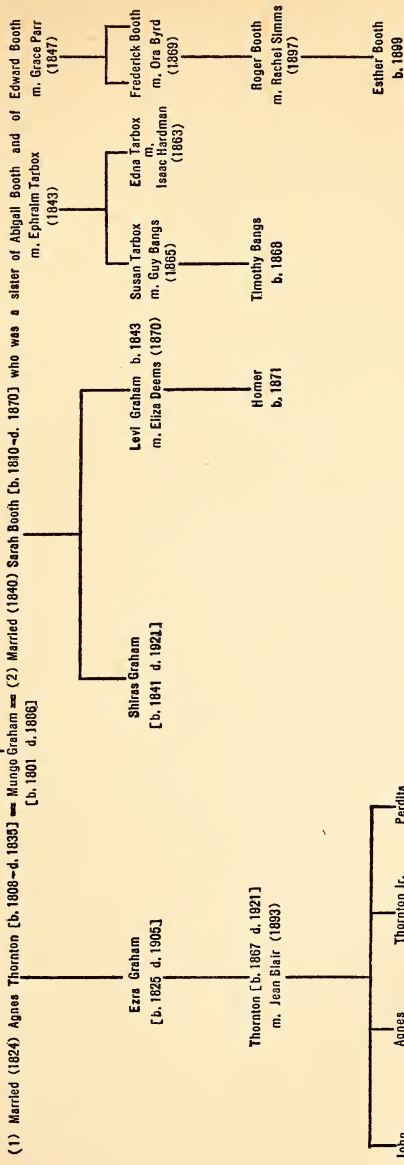 (1) Married (1824) Agnes Thornton [b. 1808-d. 1835] = Mungo Graham = (2) Married (1840) Sarah Booth [b. 1810-d. 1870] who was a sister of Abigail Booth and of Edward Booth
[b. 1801 d. 1886]
m. Ephraim Tarbox
(1843)
m. Grace Parr
(1847)
Ezra Graham
[b. 1825 d. 1905]
Shiras Graham
[b. 1841 d. 1921]
Levi Graham b. 1843
m. Eliza Deems (1870)
Susan Tarbox
m. Guy Bangs
(1865)
Edna Tarbox
m.
Isaac Hardman
(1863)
Frederick Booth
m. Ora Byrd
(1869)
Thornton [b. 1867 d. 1921]
m. Jean Blair (1893)
Homer
b. 1871
Timothy Bangs
b. 1868
Roger Booth
m. Rachel Simms
(1897)
Esther Booth
b. 1899
John
Agnes
Thornton Jr.
Perdita